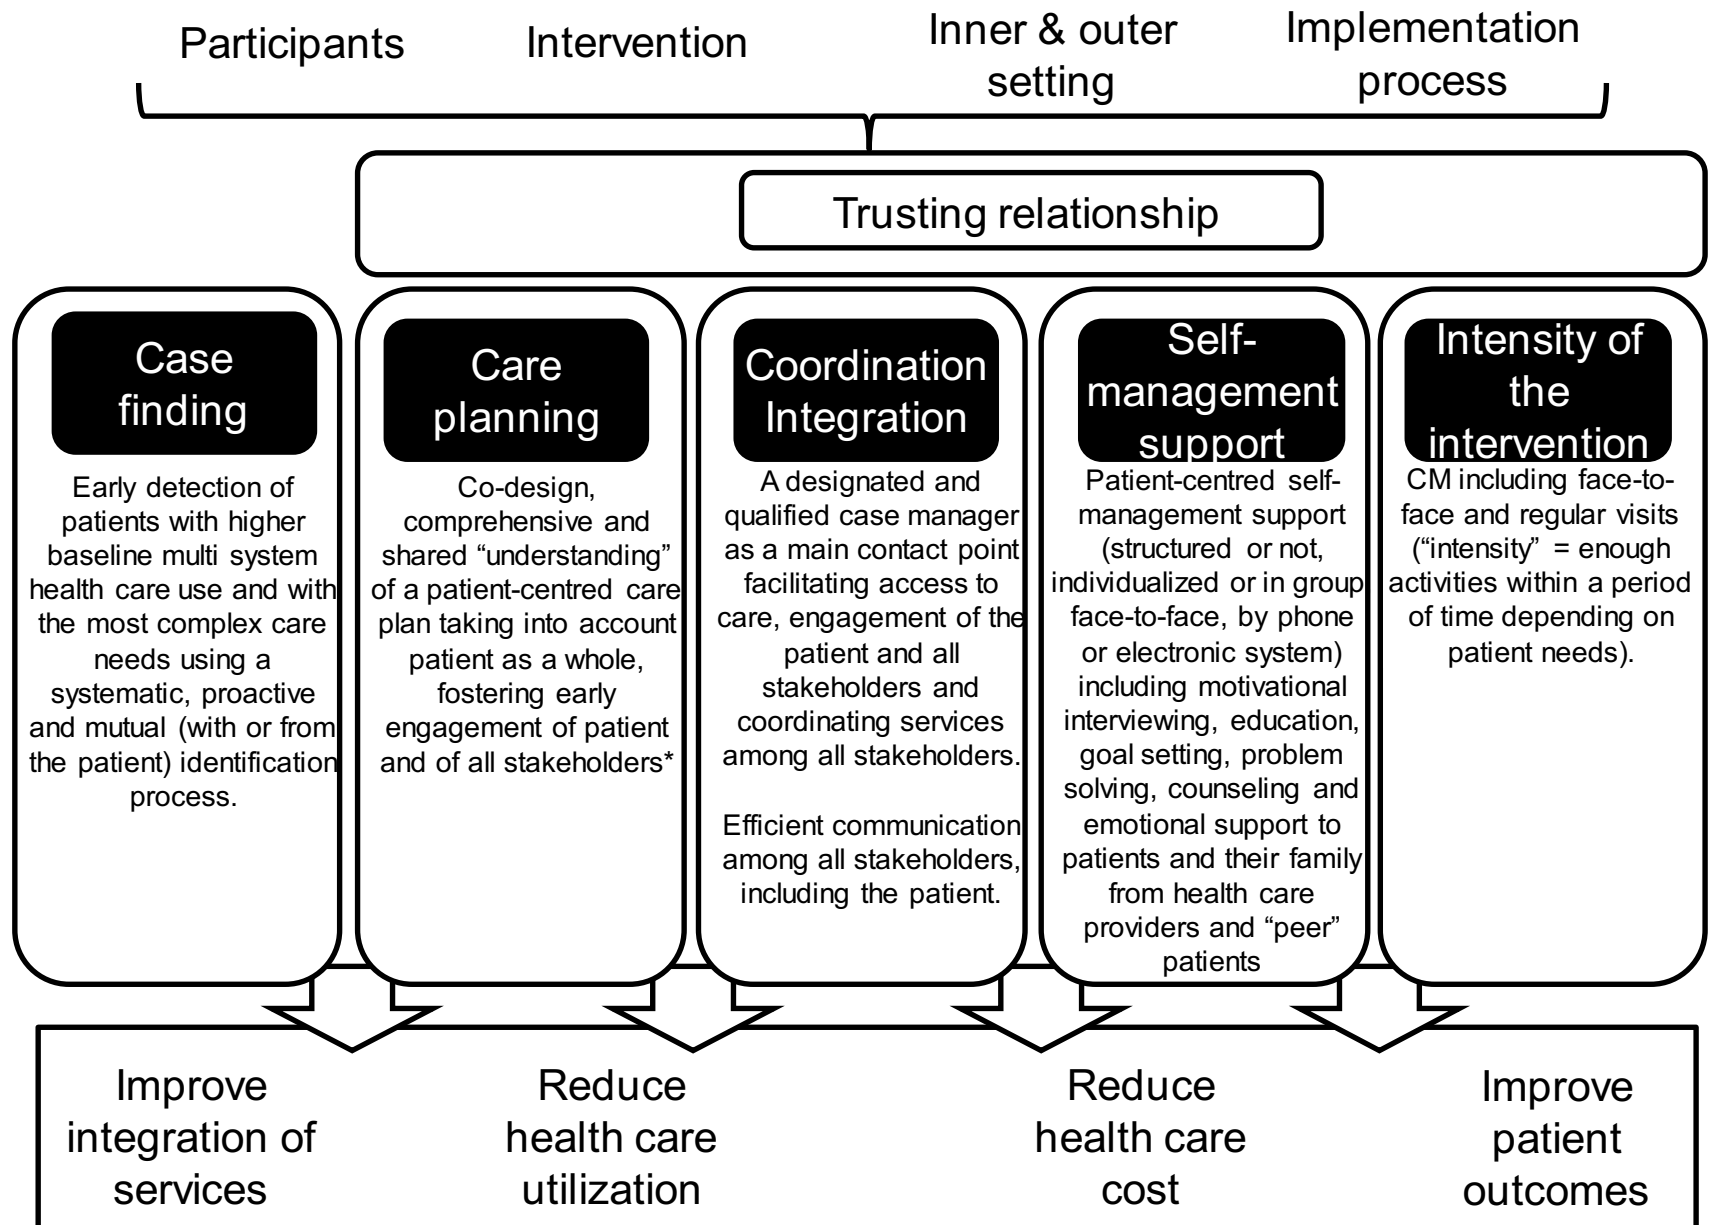 Participants
Intervention
Inner & outer
setting
Implementation
process
Trusting relationship
Case
finding
Early detection of
patients with higher
baseline multi system
health care use and with
the most complex care
needs using a
systematic, proactive
and mutual (with or from
the patient) identification
process.
Care
planning
Co-design,
comprehensive and
shared “understanding”
of a patient-centred care
plan taking into account
patient as a whole,
fostering early
engagement of patient
and of all stakeholders*
Coordination
Integration
A designated and
qualified case manager
as a main contact point
facilitating access to
care, engagement of the
patient and all
stakeholders and
coordinating services
among all stakeholders.
Efficient communication
among all stakeholders,
including the patient.
Self-
management
support
Patient-centred self-
management support
(structured or not,
individualized or in group
face-to-face, by phone
or electronic system)
including motivational
interviewing, education,
goal setting, problem
solving, counseling and
emotional support to
patients and their family
from health care
providers and “peer”
patients
Intensity of
the
intervention
CM including face-to-
face and regular visits
(“intensity” = enough
activities within a period
of time depending on
patient needs).
Improve
integration of
services
Reduce
health care
utilization
Reduce
health care
cost
Improve
patient
outcomes